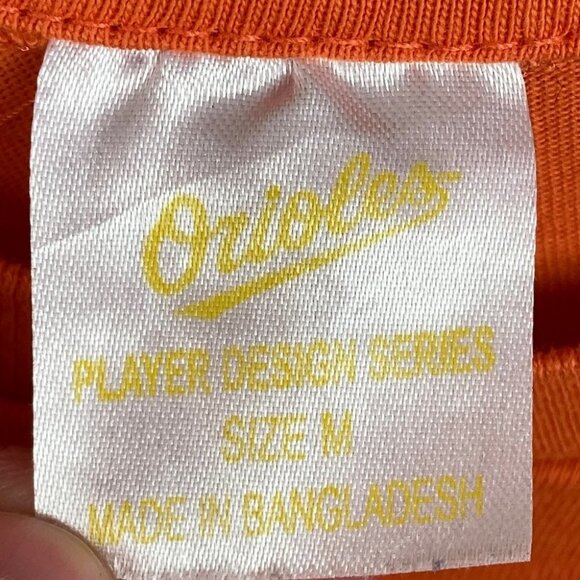 Orioles
PLAYER DESIGN SERIES
SIZE M
MADE IN BANGLADESH